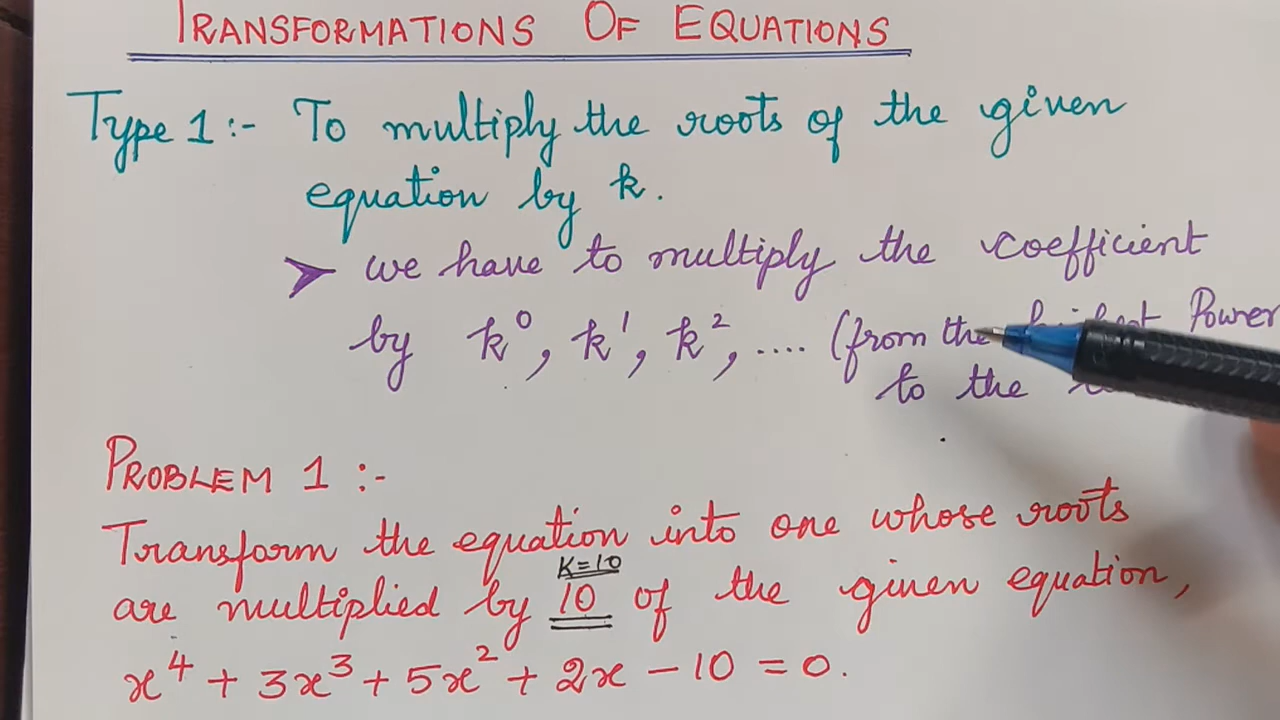 TRANSFORMATIONS OF EQUATIONS
Type 1 :- To multiply the roots of the given
equation by k.
➤ we have to multiply the coefficient
by k⁰, k¹, k², .... (from the Power
to the
PROBLEM 1 :-
Transform the equation into one whose roots
K=10
are multiplied by 10 of the given equation,
x⁴ + 3x³ + 5x² + 2x - 10 = 0.